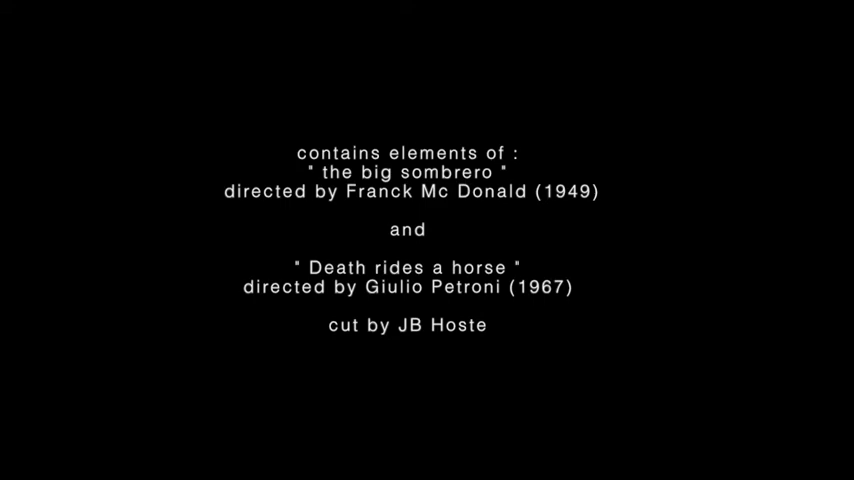 contains elements of :
" the big sombrero "
directed by Franck Mc Donald (1949)
and
" Death rides a horse "
directed by Giulio Petroni (1967)
cut by JB Hoste